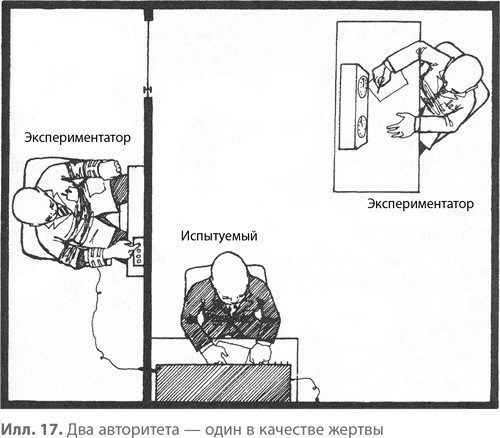 Экспериментатор
Испытуемый
Экспериментатор
Илл. 17. Два авторитета — один в качестве жертвы